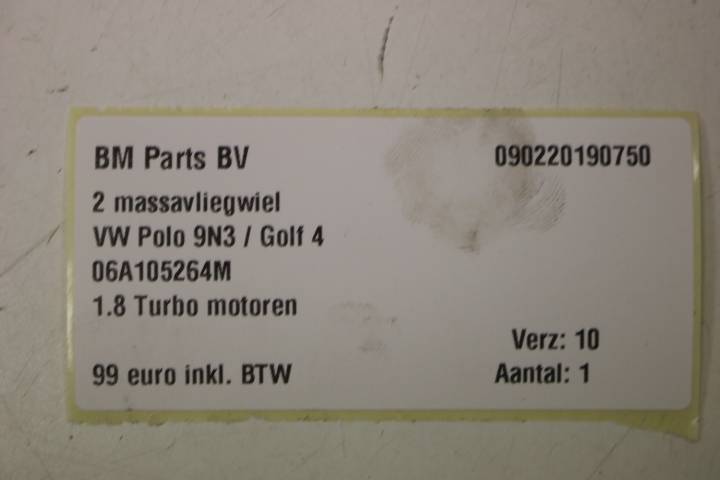 BM Parts BV 090220190750
2 massavliegwiel
VW Polo 9N3 / Golf 4
06A105264M
1.8 Turbo motoren
Verz: 10
99 euro inkl. BTW Aantal: 1